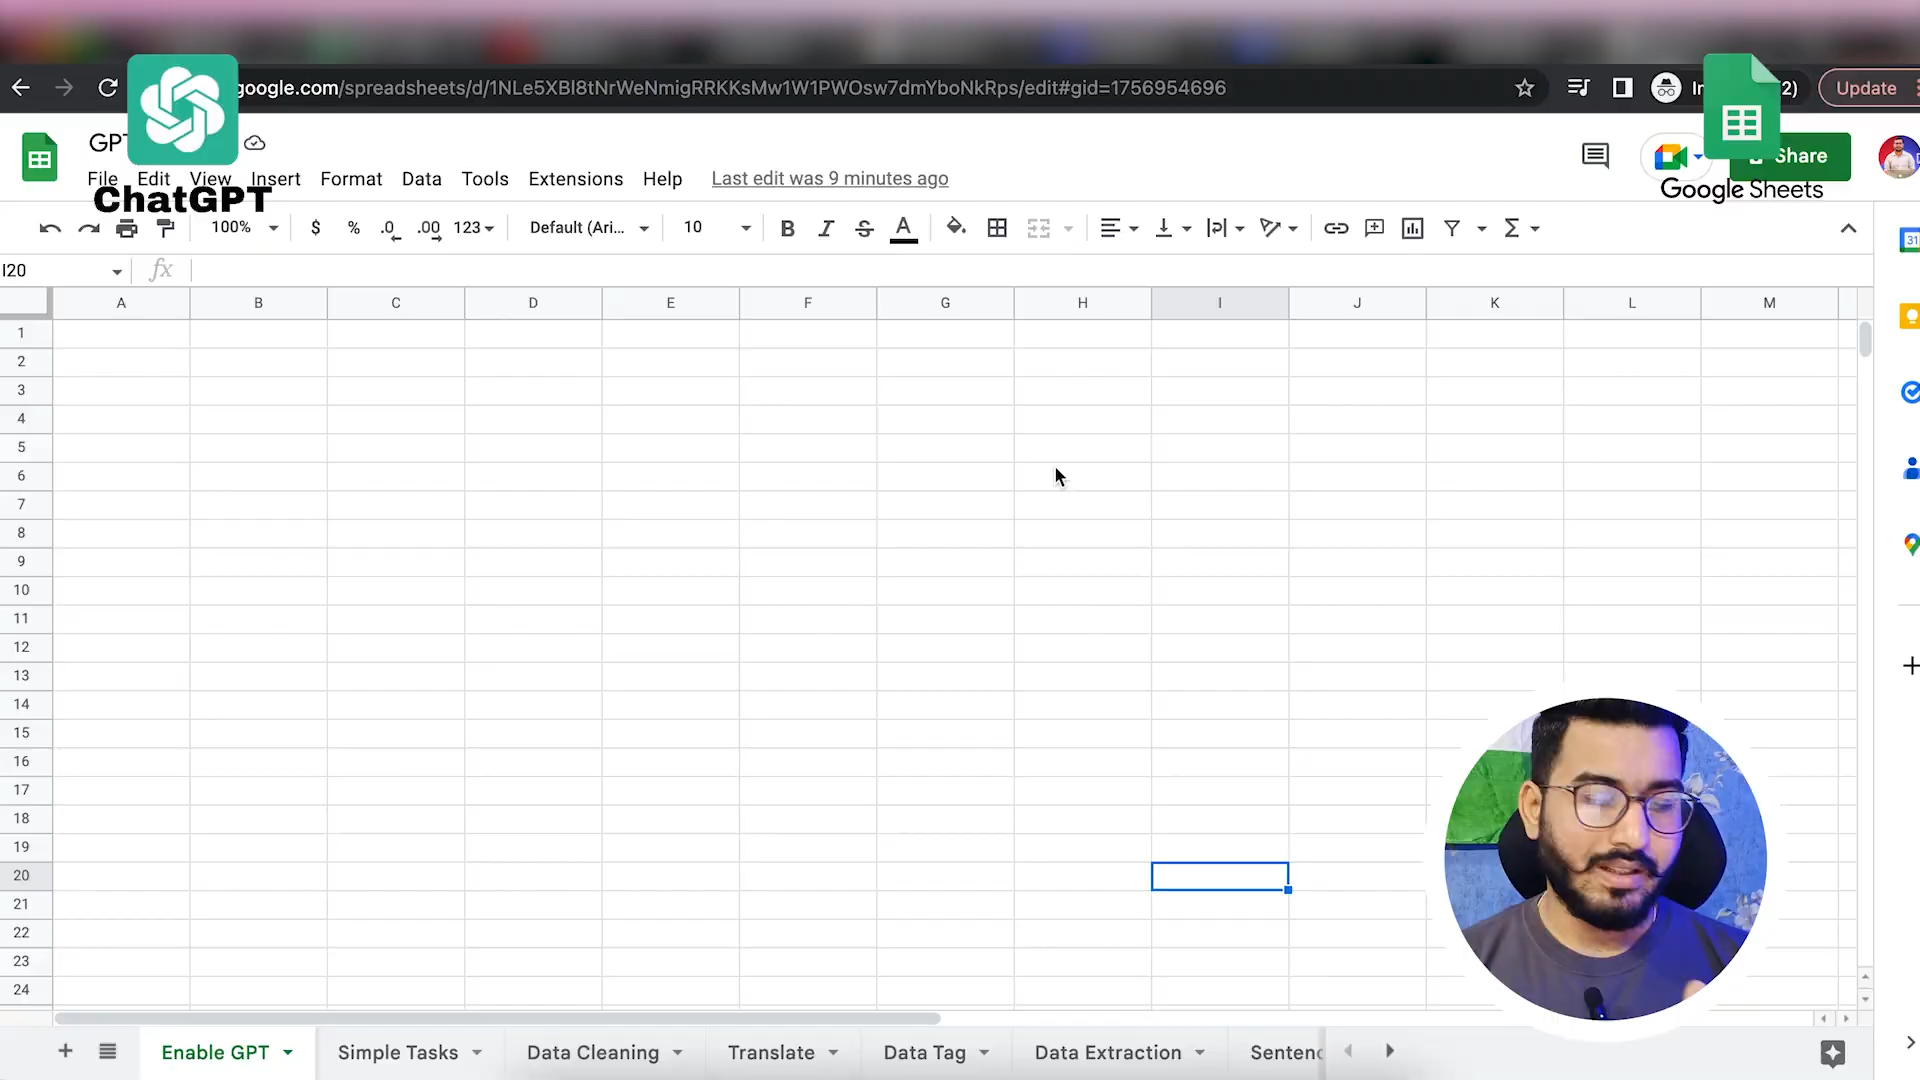 google.com/spreadsheets/d/1NLe5XBl8tNrWeNmigRRKKsMw1W1PWOsw7dmYboNkRps/edit#gid=1756954696
2)
Update
GPT
Share
File Edit View Insert Format Data Tools Extensions Help Last edit was 9 minutes ago
ChatGPT
Google Sheets
100% $ % .0 .00 123 Default (Ari... 10 B I S A
I20 fx
A B C D E F G H I J K L M
1
2
3
4
5
6
7
8
9
10
11
12
13
14
15
16
17
18
19
20
21
22
23
24
Enable GPT Simple Tasks Data Cleaning Translate Data Tag Data Extraction Sentenc